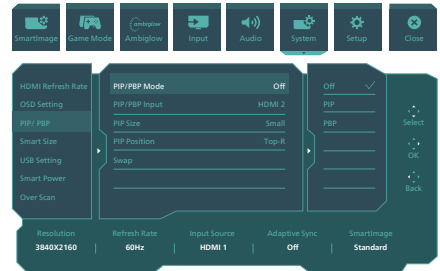 SmartImage
Game Mode
ambiglow
Ambiglow
Input
Audio
System
Setup
Close
HDMI Refresh Rate
OSD Setting
PIP/ PBP
Smart Size
USB Setting
Smart Power
Over Scan
PIP/PBP Mode Off
PIP/PBP Input HDMI 2
PIP Size Small
PIP Position Top-R
Swap
Off
PIP
PBP
Select
OK
Back
Resolution Refresh Rate Input Source Adaptive Sync SmartImage
3840X2160 | 60Hz | HDMI 1 | Off | Standard